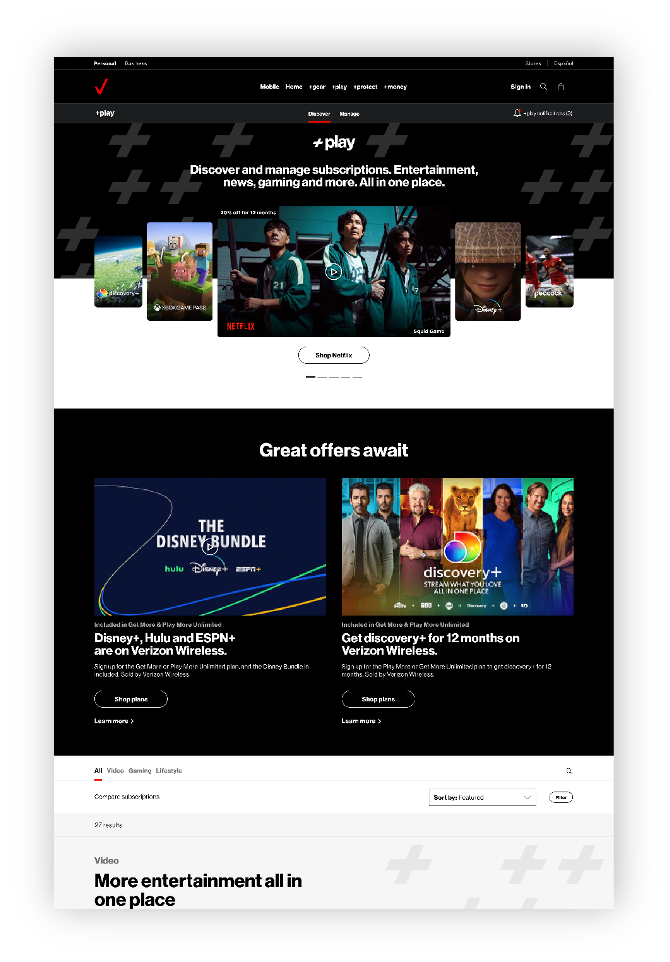 Personal Business
Stores Español
Mobile Home +gear +play +protect +money
Sign in
+play
Discover Manage
+play notifications (3)
+play
Discover and manage subscriptions. Entertainment,
news, gaming and more. All in one place.
20% off for 12 months
21
discovery+
XBOX GAME PASS
NETFLIX
Squid Game
Disney+
peacock
Shop Netflix
Great offers await
THE
DISNEY BUNDLE
hulu Disney+ ESPN+
discovery+
STREAM WHAT YOU LOVE
ALL IN ONE PLACE
Included in Get More & Play More Unlimited
Disney+, Hulu and ESPN+
are on Verizon Wireless.
Sign up for the Get More or Play More Unlimited plan, and the Disney Bundle in
included. Sold by Verizon Wireless.
Shop plans
Learn more >
Included in Get More & Play More Unlimited
Get discovery+ for 12 months on
Verizon Wireless.
Sign up for the Play More or Get More Unlimited plan to get discovery+ for 12
months. Sold by Verizon Wireless.
Shop plans
Learn more >
All Video Gaming Lifestyle
Compare subscriptions
Sort by: Featured
Filter
27 results
Video
More entertainment all in
one place